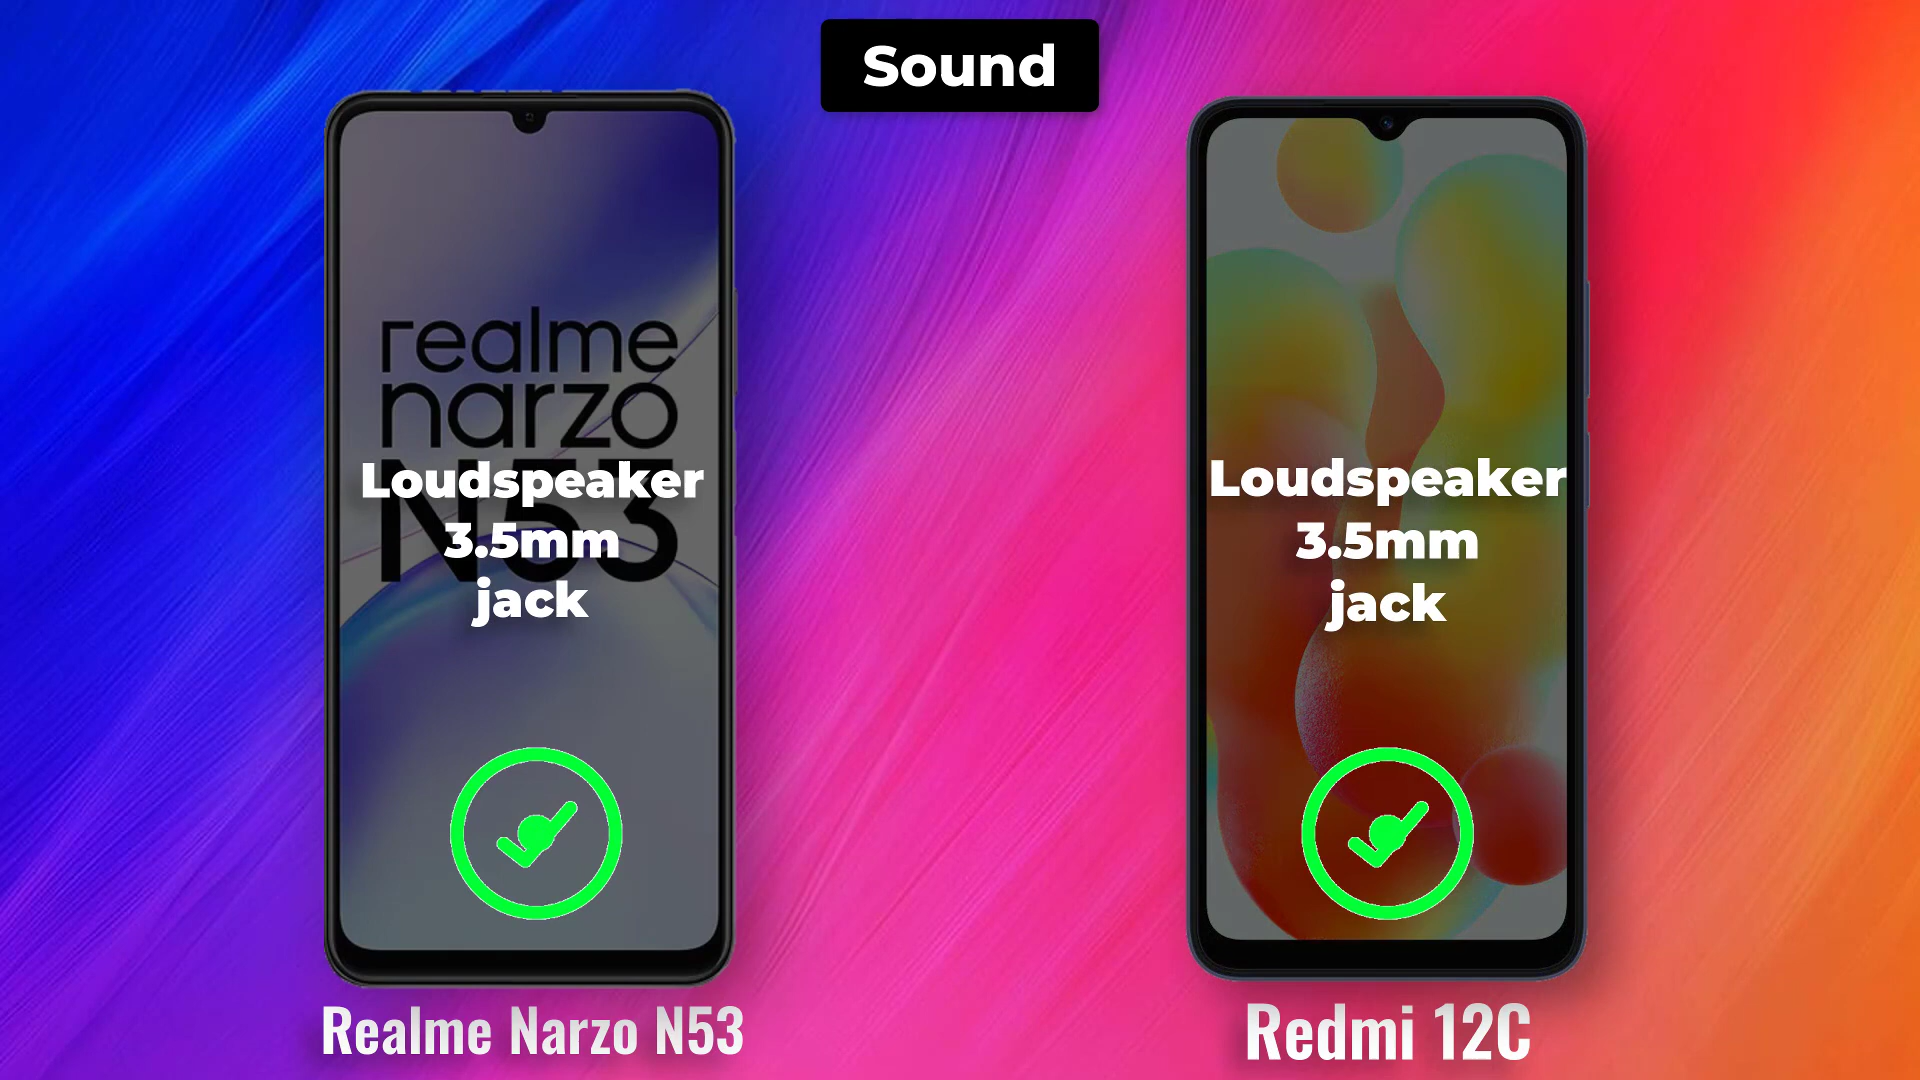 Sound
realme
narzo
N53
Loudspeaker
3.5mm
jack
Loudspeaker
3.5mm
jack
Realme Narzo N53
Redmi 12C